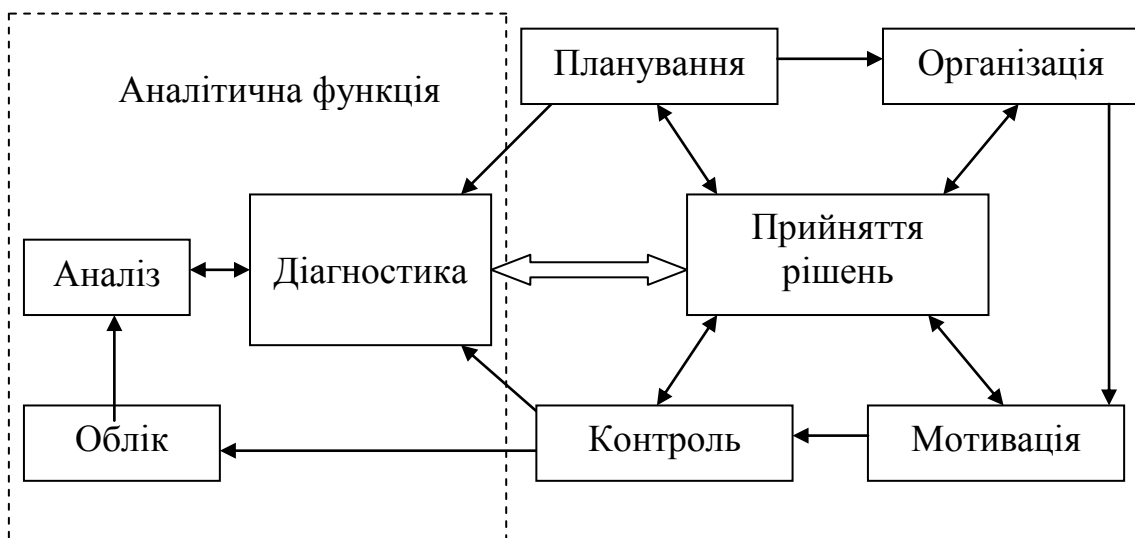 Аналітична функція
Планування
Організація
Аналіз
Діагностика
Прийняття
рішень
Облік
Контроль
Мотивація